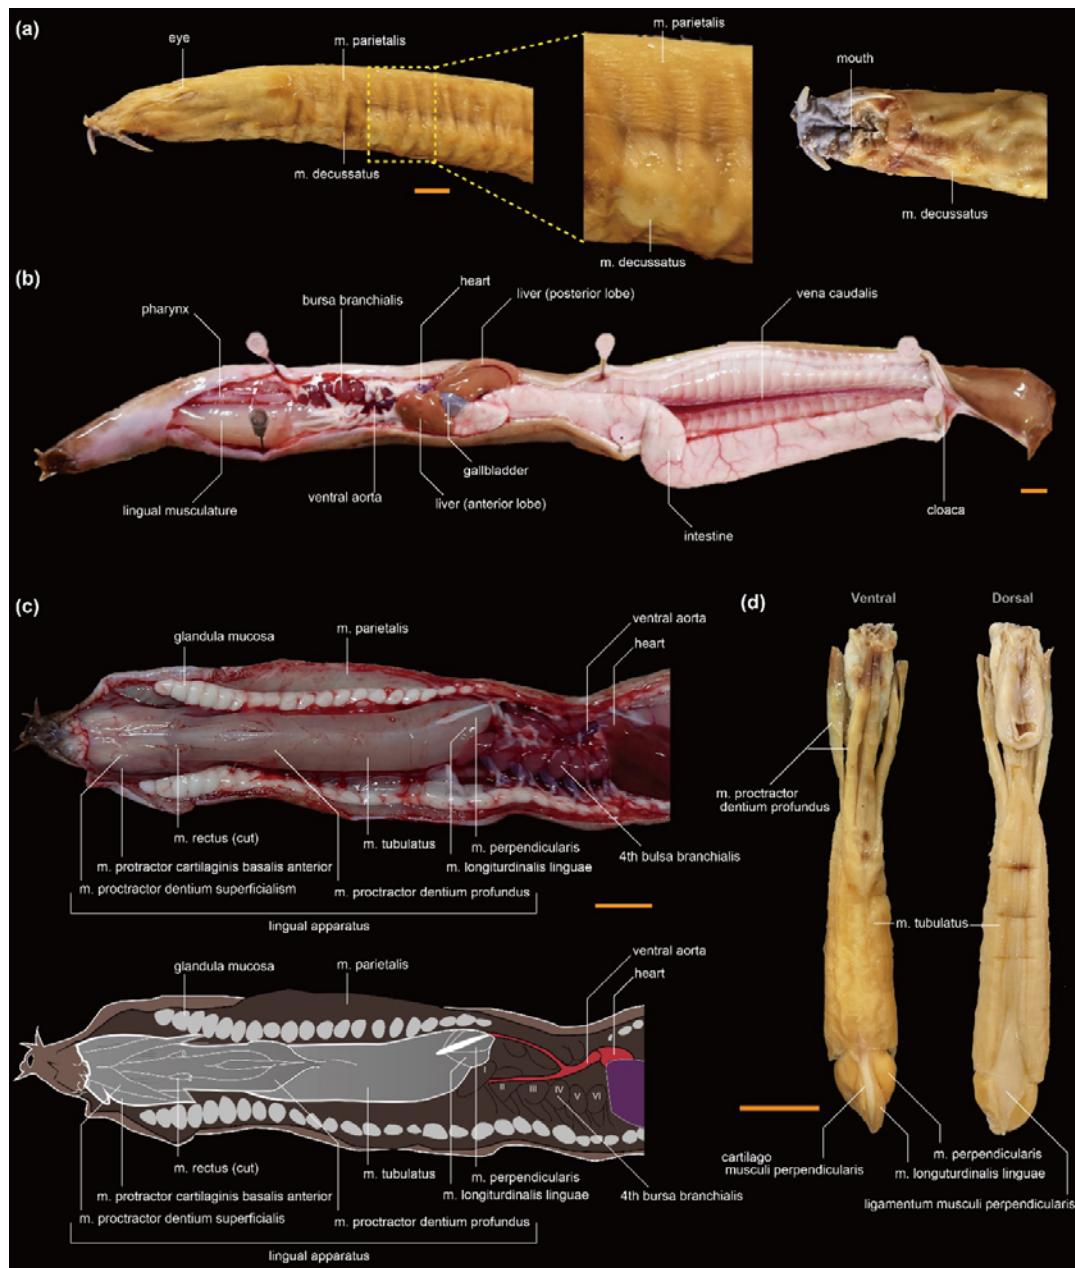 (a)
eye
m. parietalis
m. decussatus
m. parietalis
m. decussatus
mouth
m. decussatus
(b)
pharynx
bursa branchialis
heart
liver (posterior lobe)
vena caudalis
lingual musculature
ventral aorta
liver (anterior lobe)
gallbladder
intestine
cloaca
(c)
glandula mucosa
m. parietalis
ventral aorta
heart
m. rectus (cut)
m. protractor cartilaginis basalis anterior
m. proctractor dentium superficialism
m. tubulatus
m. proctractor dentium profundus
m. perpendicularis
m. longiturdinalis linguae
4th bulsa branchialis
lingual apparatus
glandula mucosa
m. parietalis
ventral aorta
heart
I
II
III
IV
V
VI
m. rectus (cut)
m. protractor cartilaginis basalis anterior
m. proctractor dentium superficialis
m. tubulatus
m. proctractor dentium profundus
m. perpendicularis
m. longiturdinalis linguae
4th bursa branchialis
lingual apparatus
(d)
Ventral
Dorsal
m. proctractor
dentium profundus
m. tubulatus
cartilago
musculi perpendicularis
m. perpendicularis
m. longuturdinalis linguae
ligamentum musculi perpendicularis